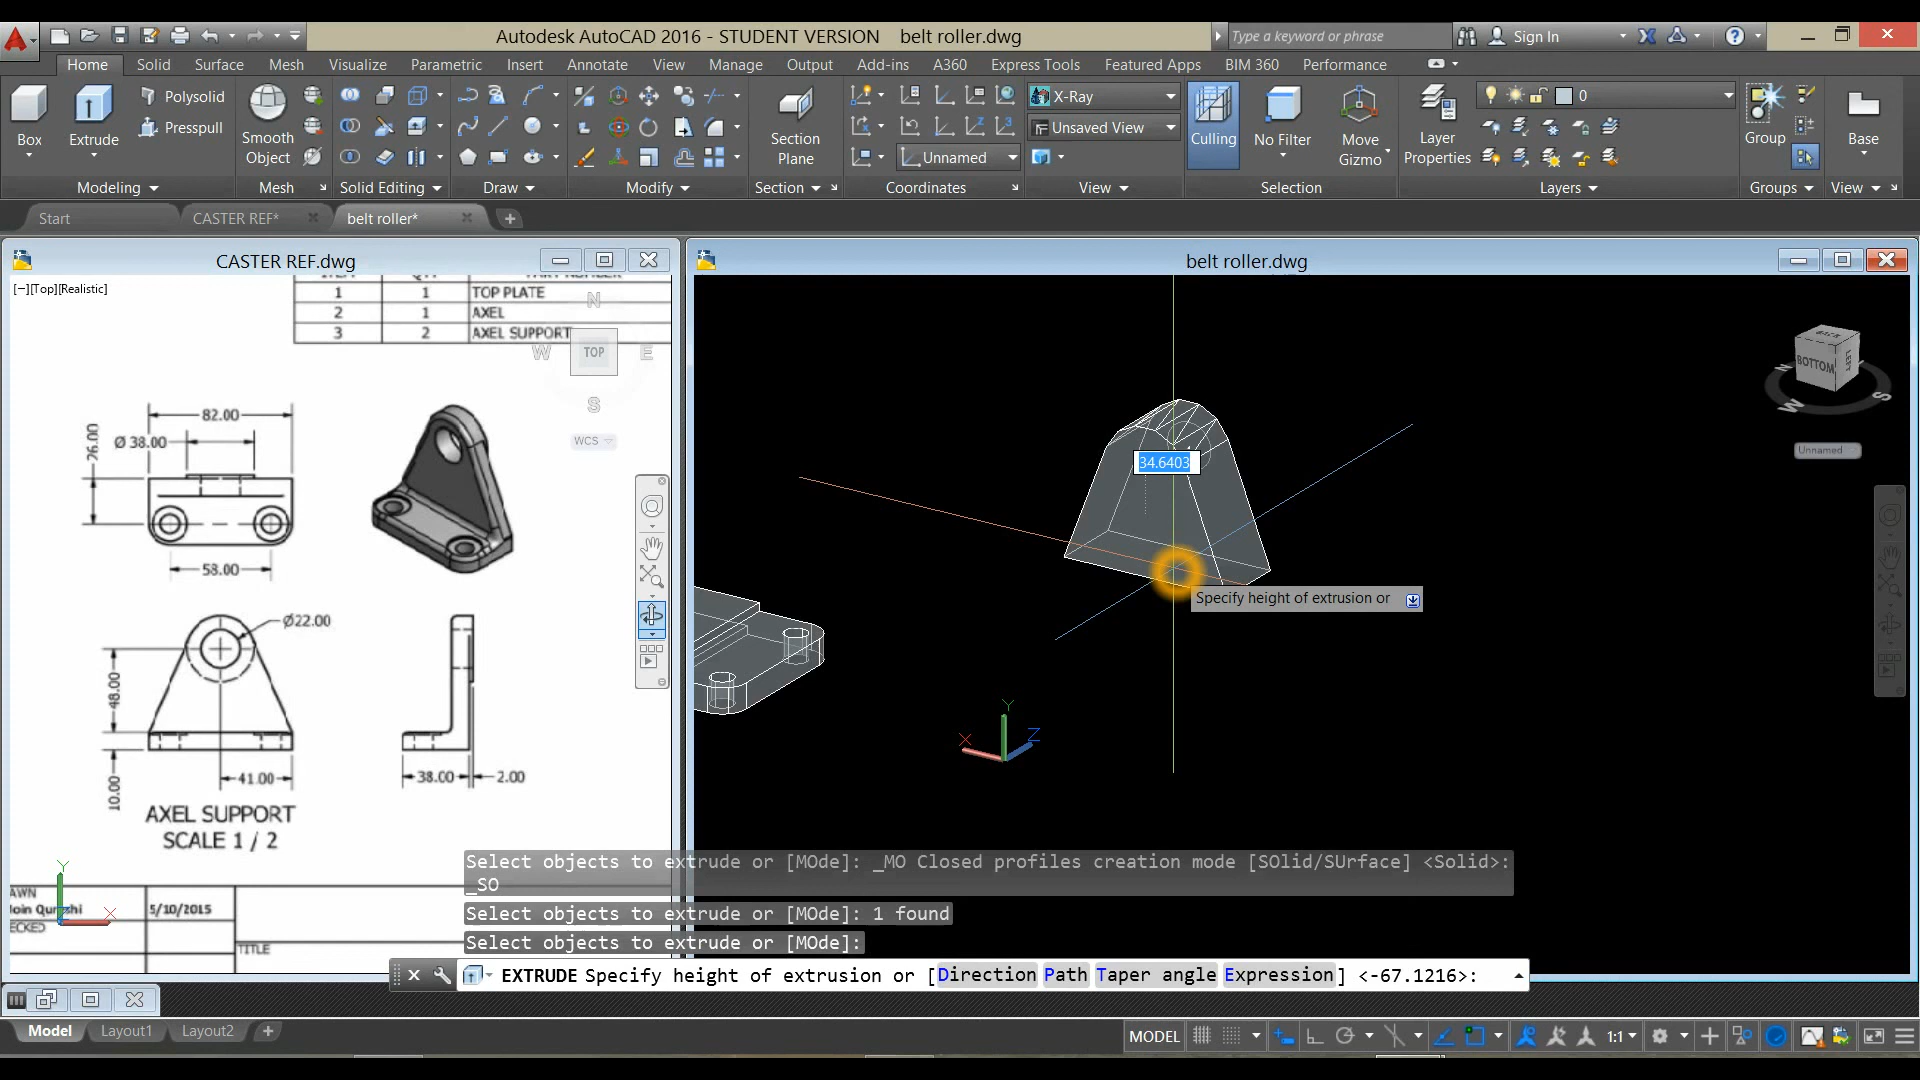 Autodesk AutoCAD 2016 - STUDENT VERSION belt roller.dwg
Type a keyword or phrase
Sign In
Home Solid Surface Mesh Visualize Parametric Insert Annotate View Manage Output Add-ins A360 Express Tools Featured Apps BIM 360 Performance
Box
Extrude
Polysolid
Presspull
Smooth Object
Section Plane
Unnamed
X-Ray
Unsaved View
Culling
No Filter
Move Gizmo
Layer Properties
0
Group
Base
Modeling Mesh Solid Editing Draw Modify Section Coordinates View Selection Layers Groups View
Start CASTER REF* belt roller*
CASTER REF.dwg
belt roller.dwg
[−][Top][Realistic]
1 1 TOP PLATE
2 1 AXEL
3 2 AXEL SUPPORT
N
W TOP E
S
WCS
82.00
26.00
Ø 38.00
58.00
Ø22.00
48.00
10.00
41.00
38.00
2.00
AXEL SUPPORT
SCALE 1 / 2
5/10/2015
TITLE
Y
X
BACK
BOTTOM
LEFT
W
Unnamed
34.6403
Specify height of extrusion or
Y
X
Z
Select objects to extrude or [MOde]: _MO Closed profiles creation mode [SOlid/SUrface] <Solid>:
_SO
Select objects to extrude or [MOde]: 1 found
Select objects to extrude or [MOde]:
EXTRUDE Specify height of extrusion or [Direction Path Taper angle Expression] <-67.1216>:
Model Layout1 Layout2
MODEL
1:1